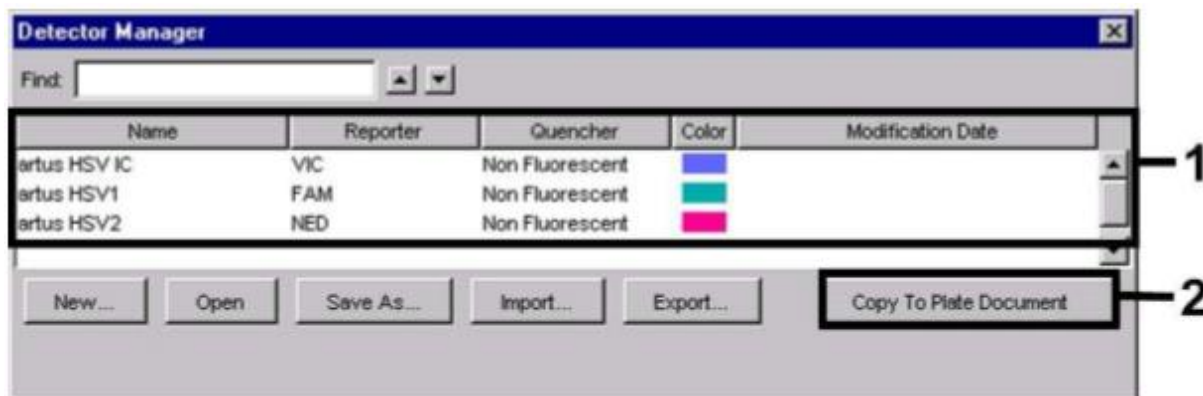 Detector Manager
Find:
Name Reporter Quencher Color Modification Date
artus HSV IC VIC Non Fluorescent
artus HSV1 FAM Non Fluorescent
artus HSV2 NED Non Fluorescent
1
New... Open Save As... Import... Export... Copy To Plate Document
2